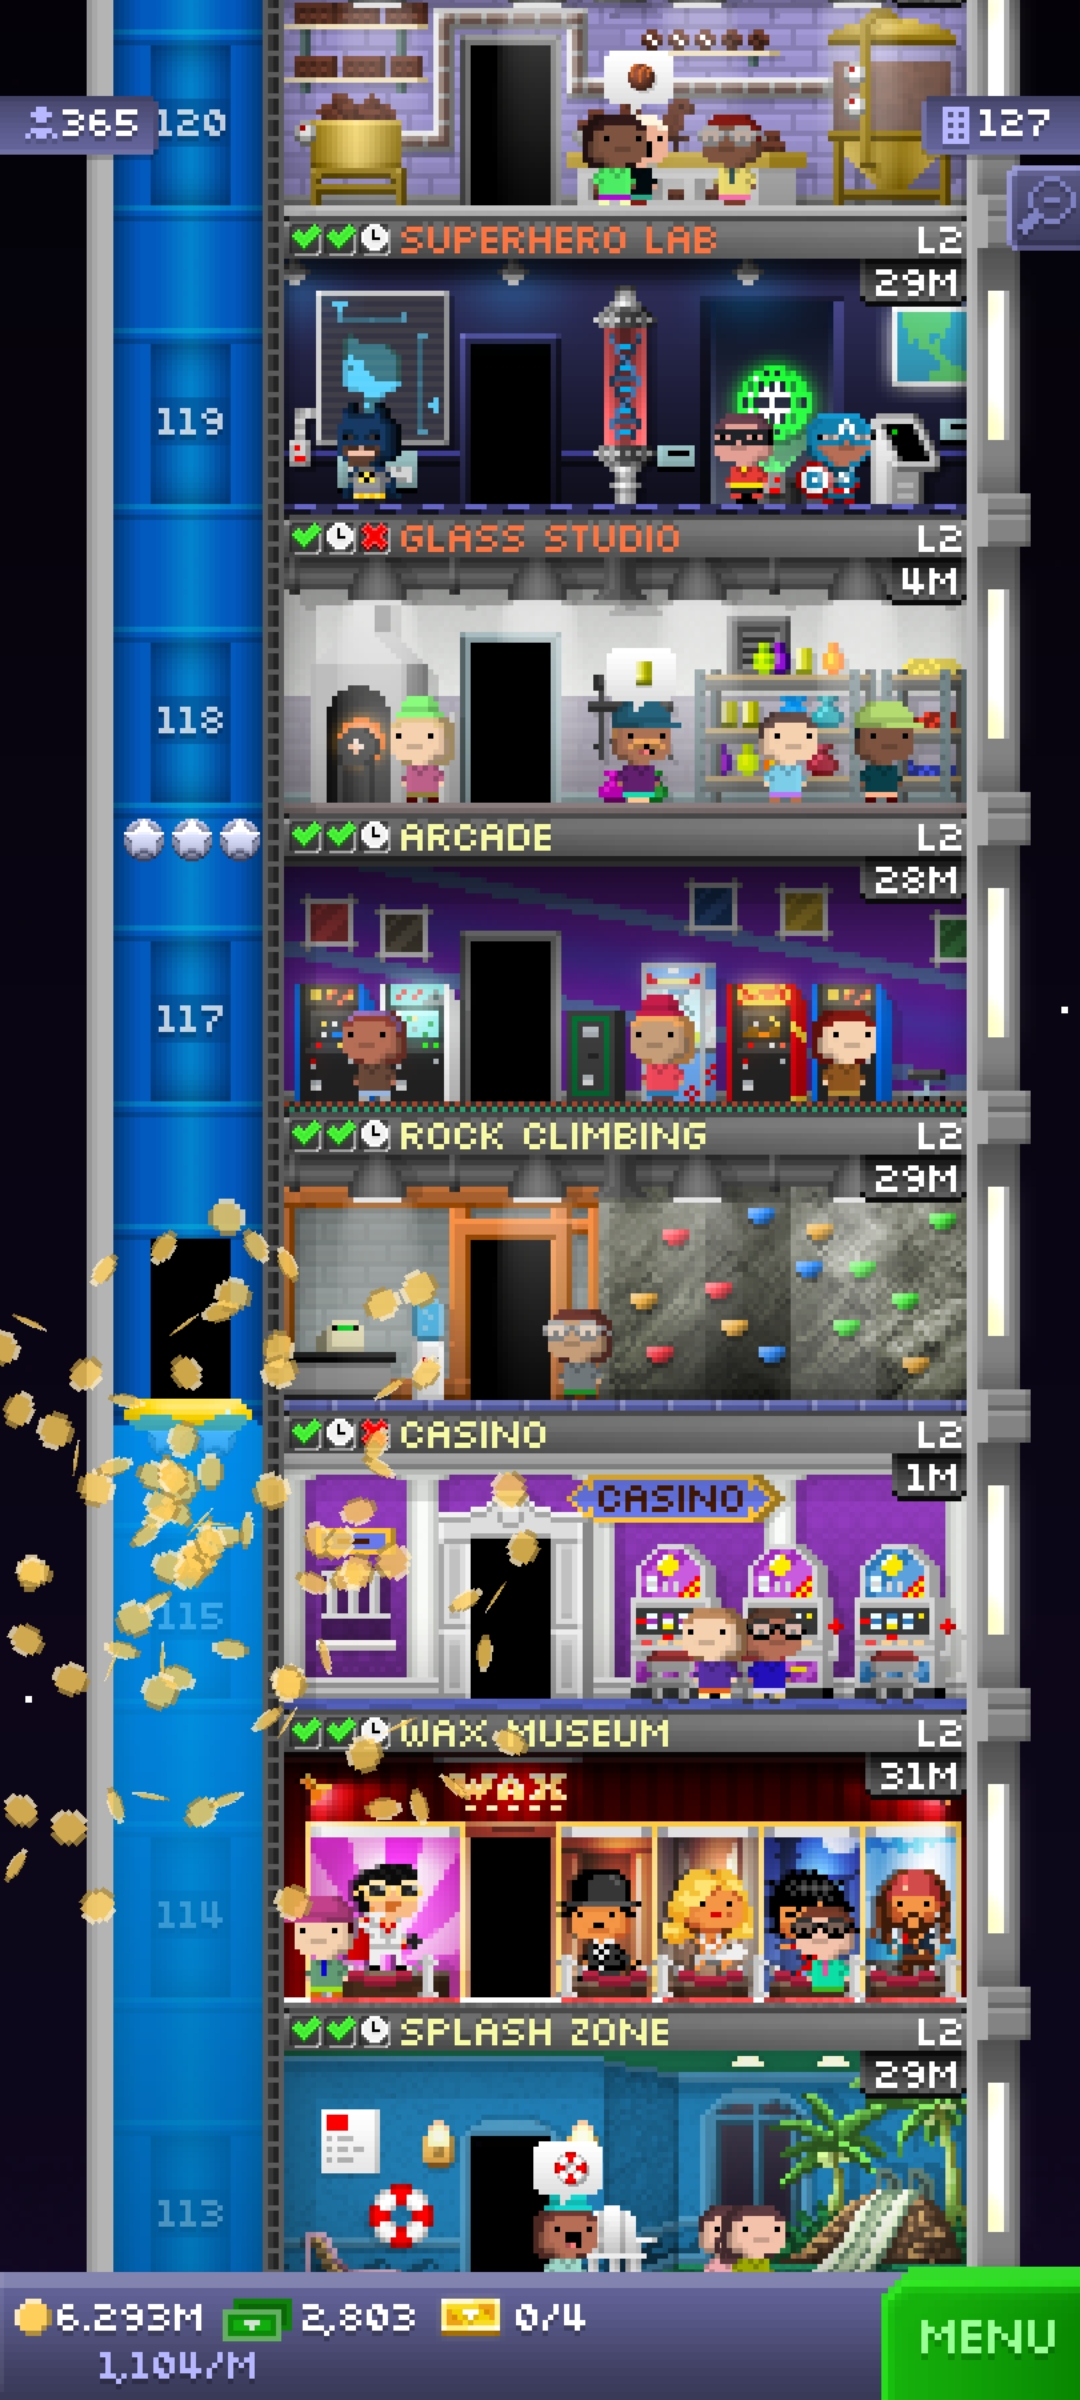 365
120
127
SUPERHERO LAB L2
29M
119
GLASS STUDIO L2
4M
118
ARCADE L2
28M
117
ROCK CLIMBING L2
29M
CASINO L2
1M
CASINO
115
WAX MUSEUM L2
31M
WAX
114
SPLASH ZONE L2
29M
113
6.293M 2,803 0/4
1,104/M
MENU